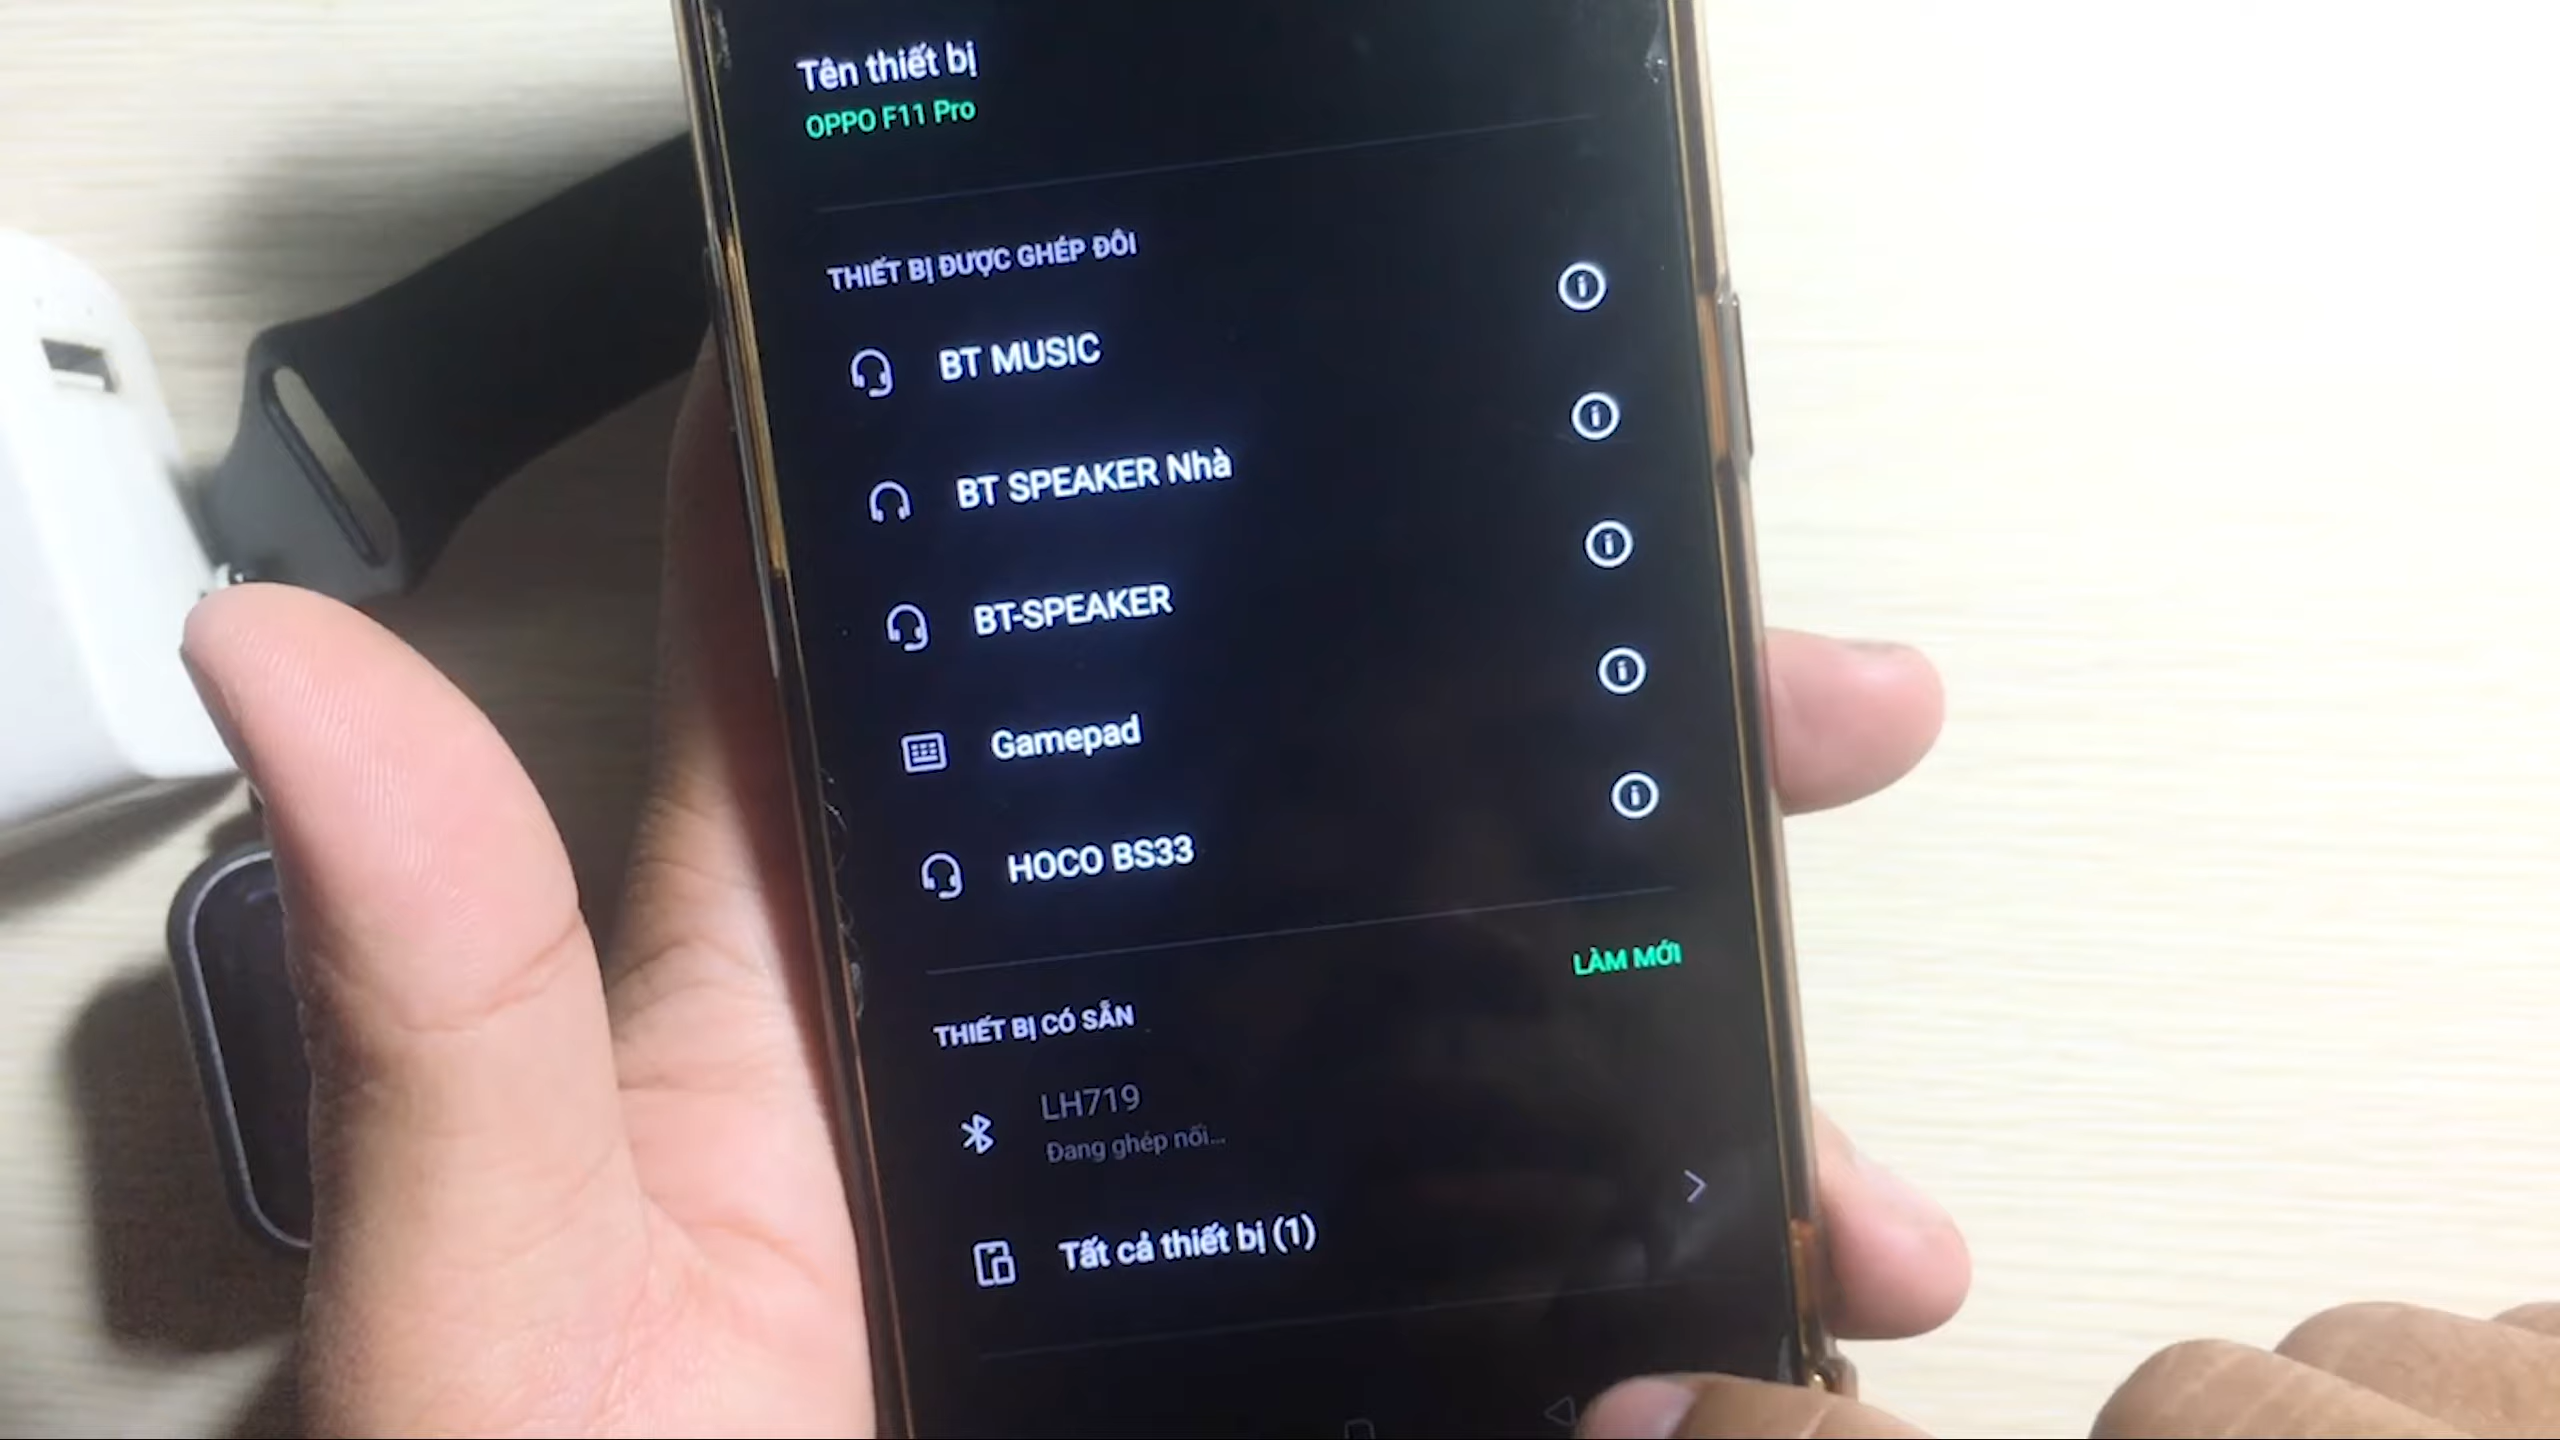 Tên thiết bị
OPPO F11 Pro
THIẾT BỊ ĐƯỢC GHÉP ĐÔI
BT MUSIC
BT SPEAKER Nhà
BT-SPEAKER
Gamepad
HOCO BS33
LÀM MỚI
THIẾT BỊ CÓ SẴN
LH719
Đang ghép nối...
Tất cả thiết bị (1)